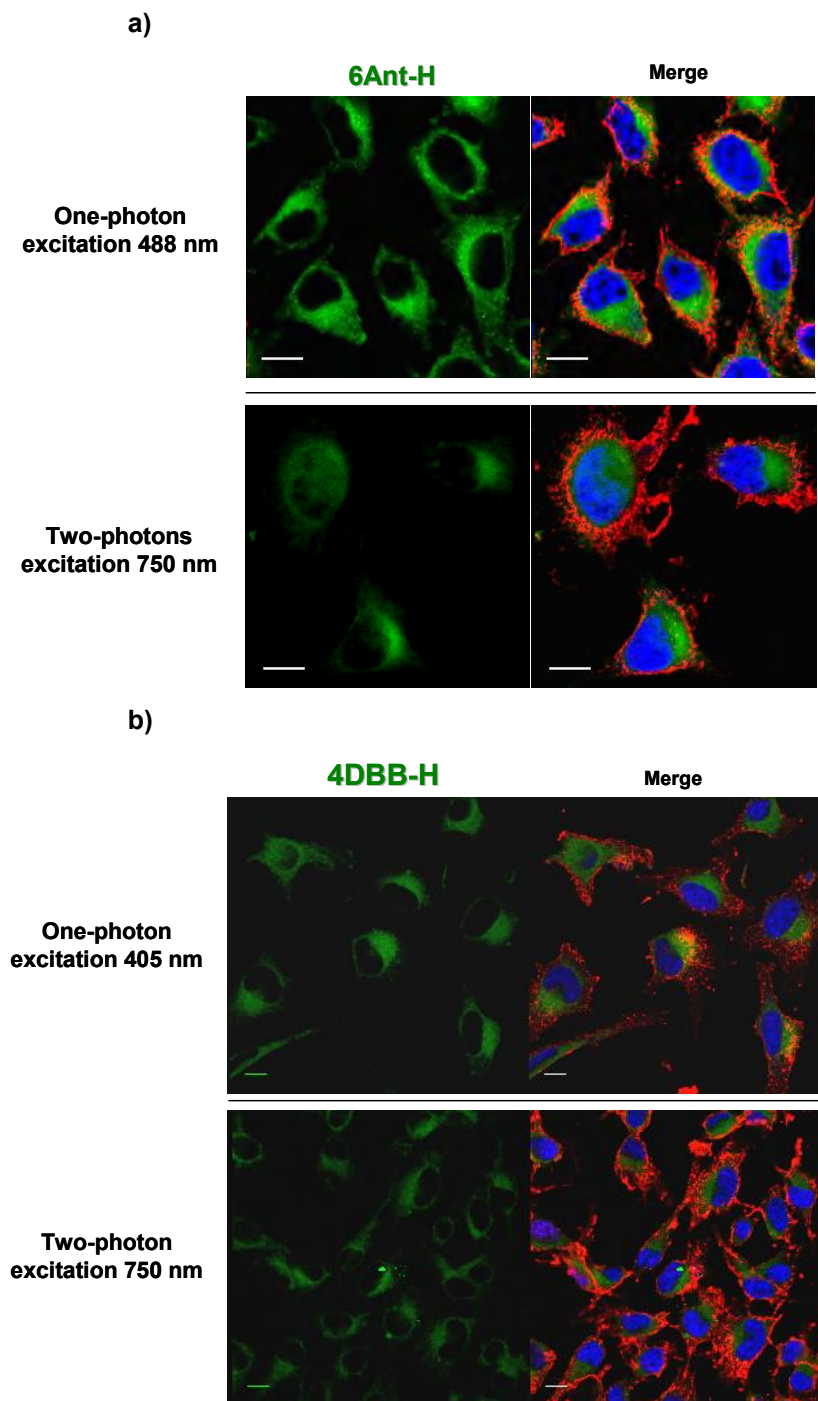 a)
6Ant-H
Merge
One-photon
excitation 488 nm
Two-photons
excitation 750 nm
b)
4DBB-H
Merge
One-photon
excitation 405 nm
Two-photon
excitation 750 nm